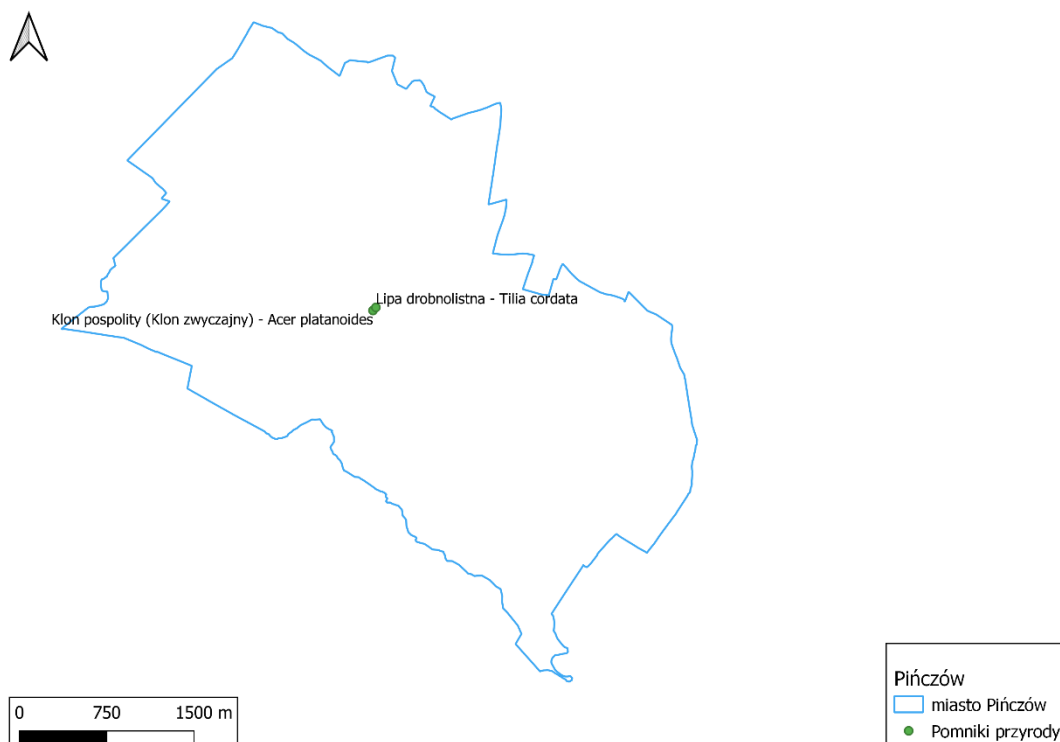 Lipa drobnolistna - Tilia cordata
Klon pospolity (Klon zwyczajny) - Acer platanoides
0 750 1500 m
Pińczów
miasto Pińczów
Pomniki przyrody